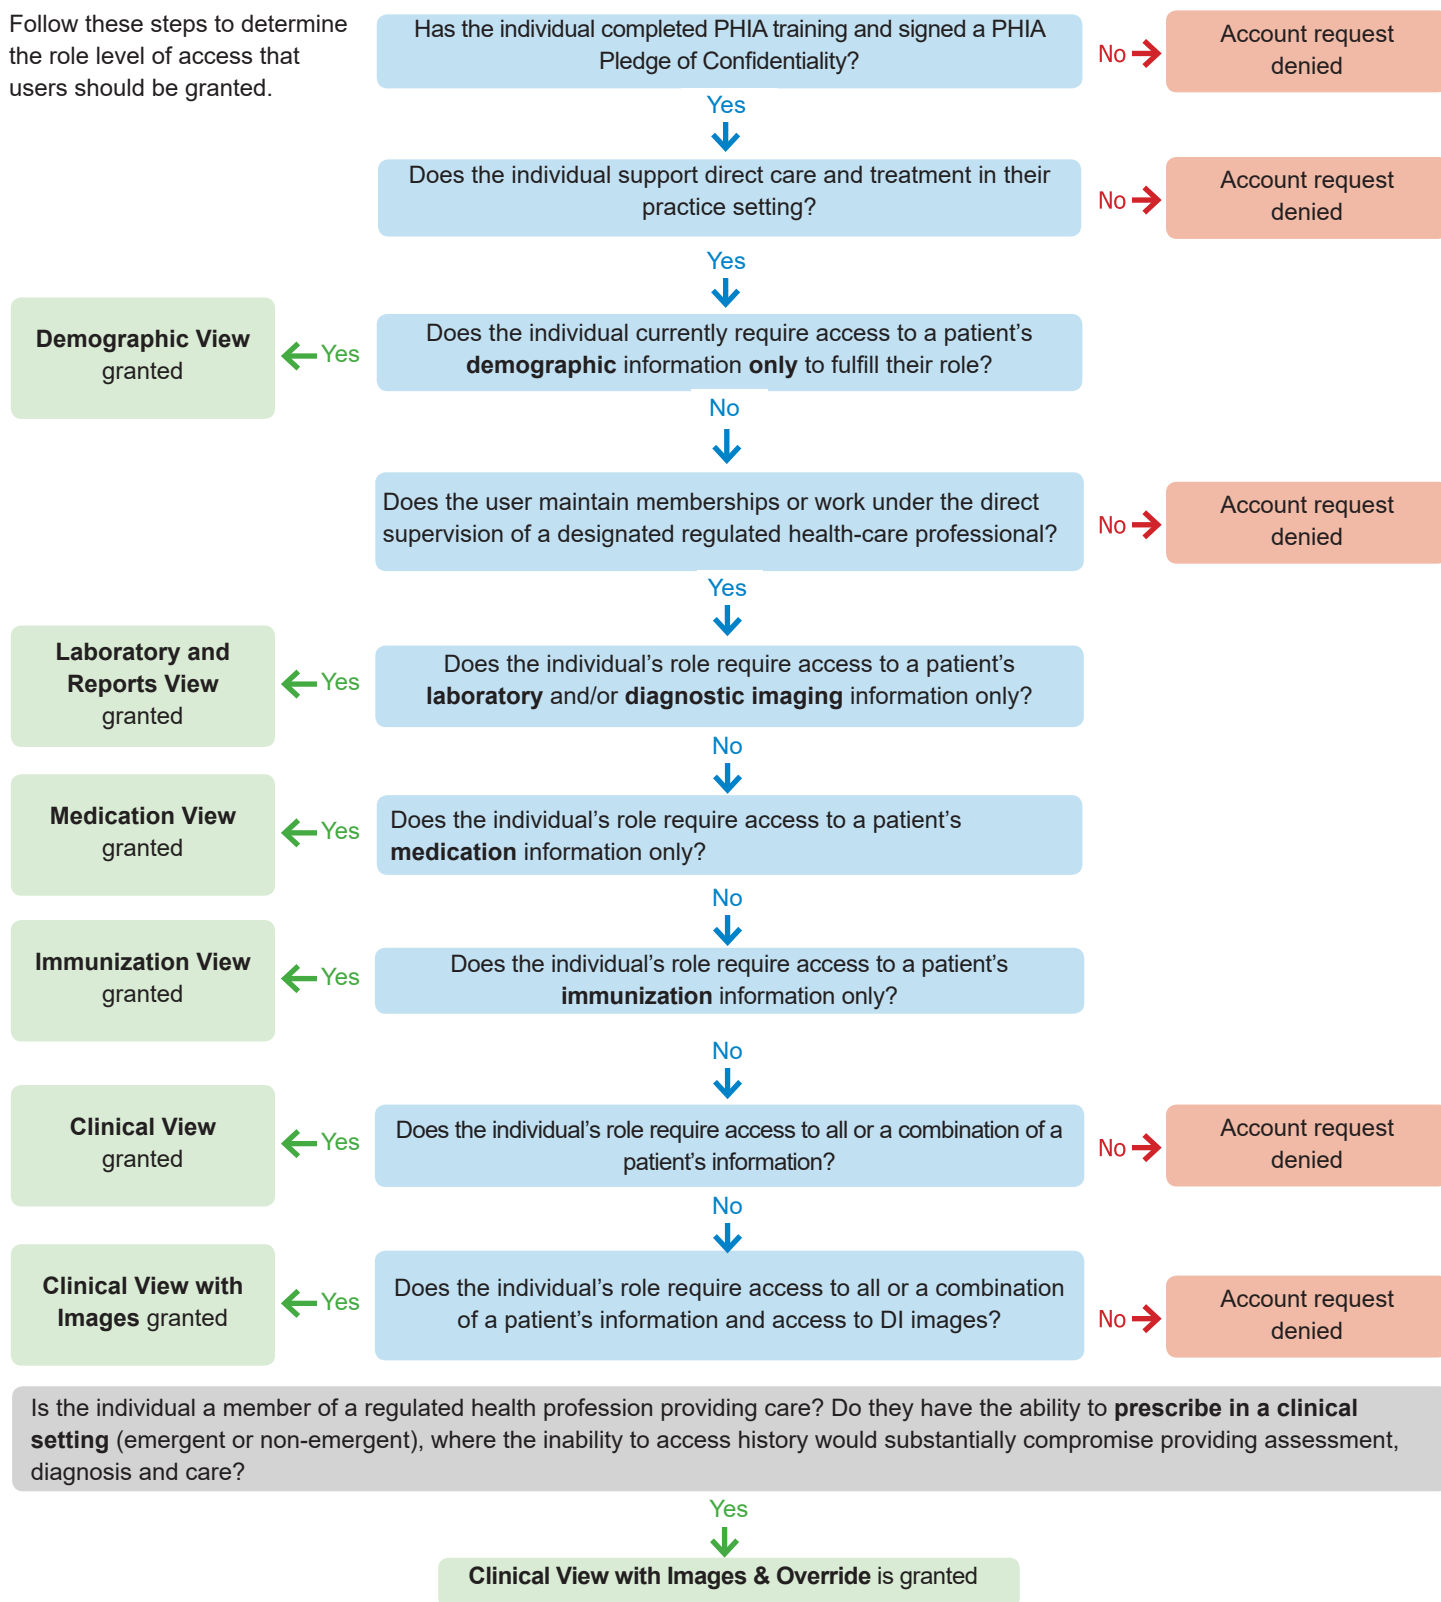 Follow these steps to determine
the role level of access that
users should be granted.
Has the individual completed PHIA training and signed a PHIA
Pledge of Confidentiality?
No
Account request
denied
Yes
Does the individual support direct care and treatment in their
practice setting?
No
Account request
denied
Yes
Demographic View
granted
Yes
Does the individual currently require access to a patient’s
demographic information only to fulfill their role?
No
Does the user maintain memberships or work under the direct
supervision of a designated regulated health-care professional?
No
Account request
denied
Yes
Laboratory and
Reports View
granted
Yes
Does the individual’s role require access to a patient’s
laboratory and/or diagnostic imaging information only?
No
Medication View
granted
Yes
Does the individual’s role require access to a patient’s
medication information only?
No
Immunization View
granted
Yes
Does the individual’s role require access to a patient’s
immunization information only?
No
Clinical View
granted
Yes
Does the individual’s role require access to all or a combination of a
patient’s information?
No
Account request
denied
No
Clinical View with
Images granted
Yes
Does the individual’s role require access to all or a combination
of a patient’s information and access to DI images?
No
Account request
denied
Is the individual a member of a regulated health profession providing care? Do they have the ability to prescribe in a clinical
setting (emergent or non-emergent), where the inability to access history would substantially compromise providing assessment,
diagnosis and care?
Yes
Clinical View with Images & Override is granted